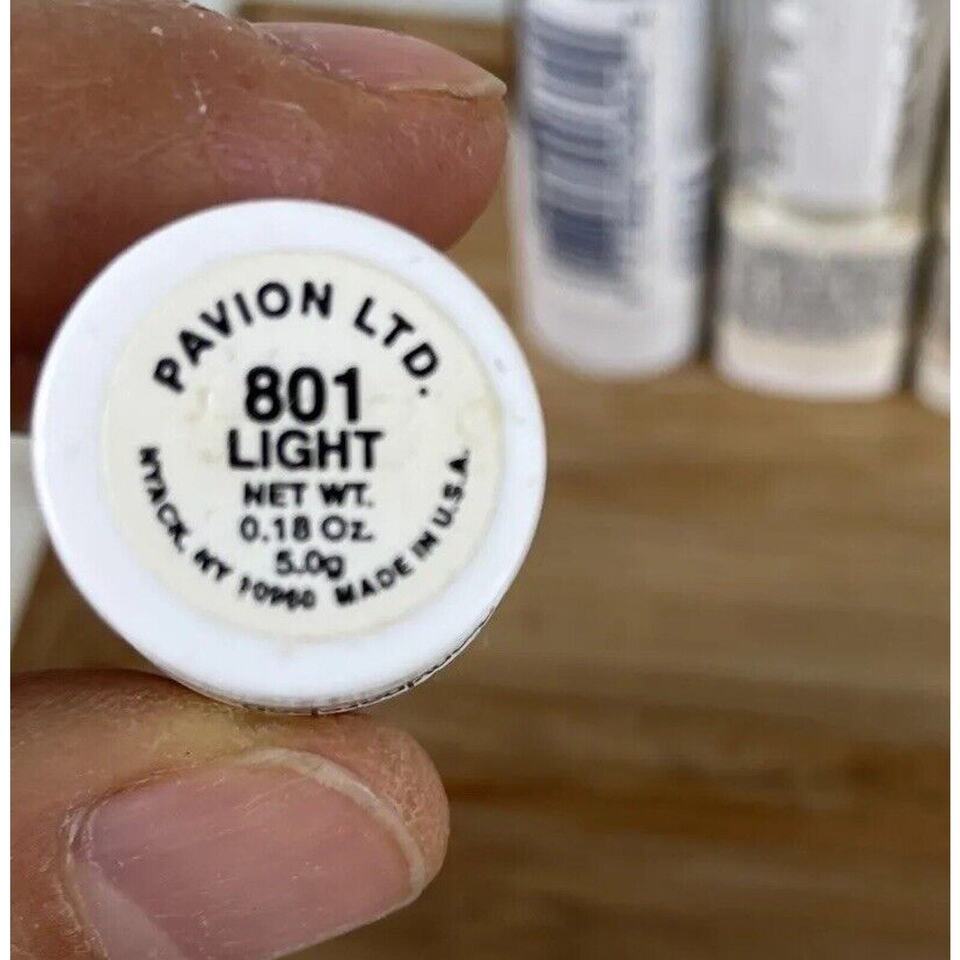 PAVION LTD.
801
LIGHT
NET WT.
0.18 Oz.
5.0g
NYACK, NY 10960 MADE IN U.S.A.